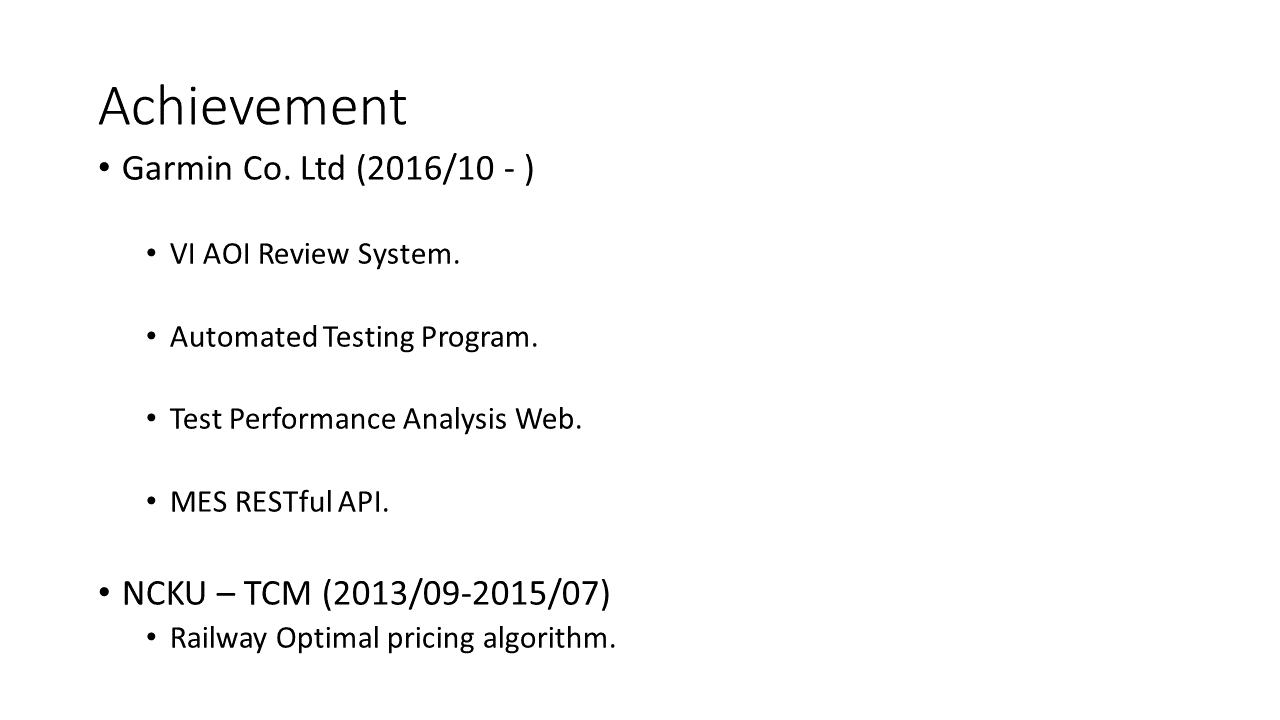 Achievement
• Garmin Co. Ltd (2016/10 - )
• VI AOI Review System.
• Automated Testing Program.
• Test Performance Analysis Web.
• MES RESTful API.
• NCKU – TCM (2013/09-2015/07)
• Railway Optimal pricing algorithm.